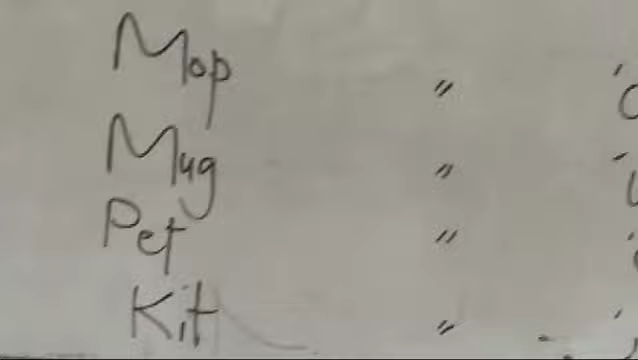 Mop " 'o
Mug " 'u
Pet " '
Kit " '